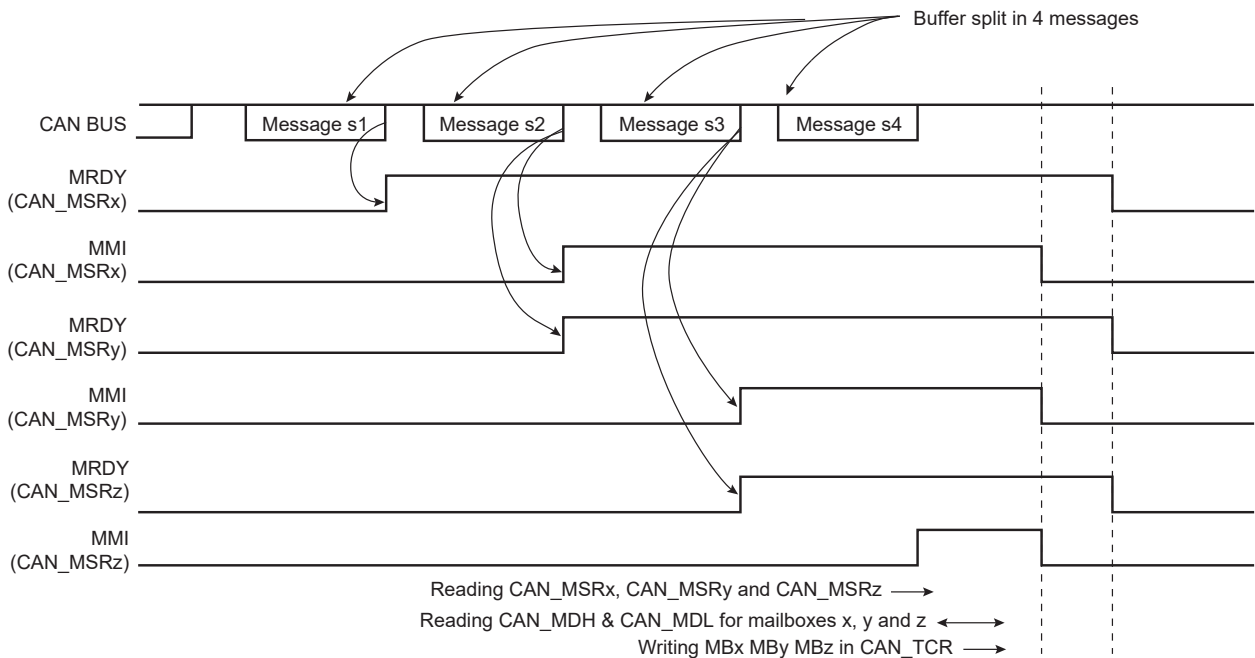 Buffer split in 4 messages
CAN BUS
Message s1
Message s2
Message s3
Message s4
MRDY
(CAN_MSRx)
MMI
(CAN_MSRx)
MRDY
(CAN_MSRy)
MMI
(CAN_MSRy)
MRDY
(CAN_MSRz)
MMI
(CAN_MSRz)
Reading CAN_MSRx, CAN_MSRy and CAN_MSRz
Reading CAN_MDH & CAN_MDL for mailboxes x, y and z
Writing MBx MBy MBz in CAN_TCR